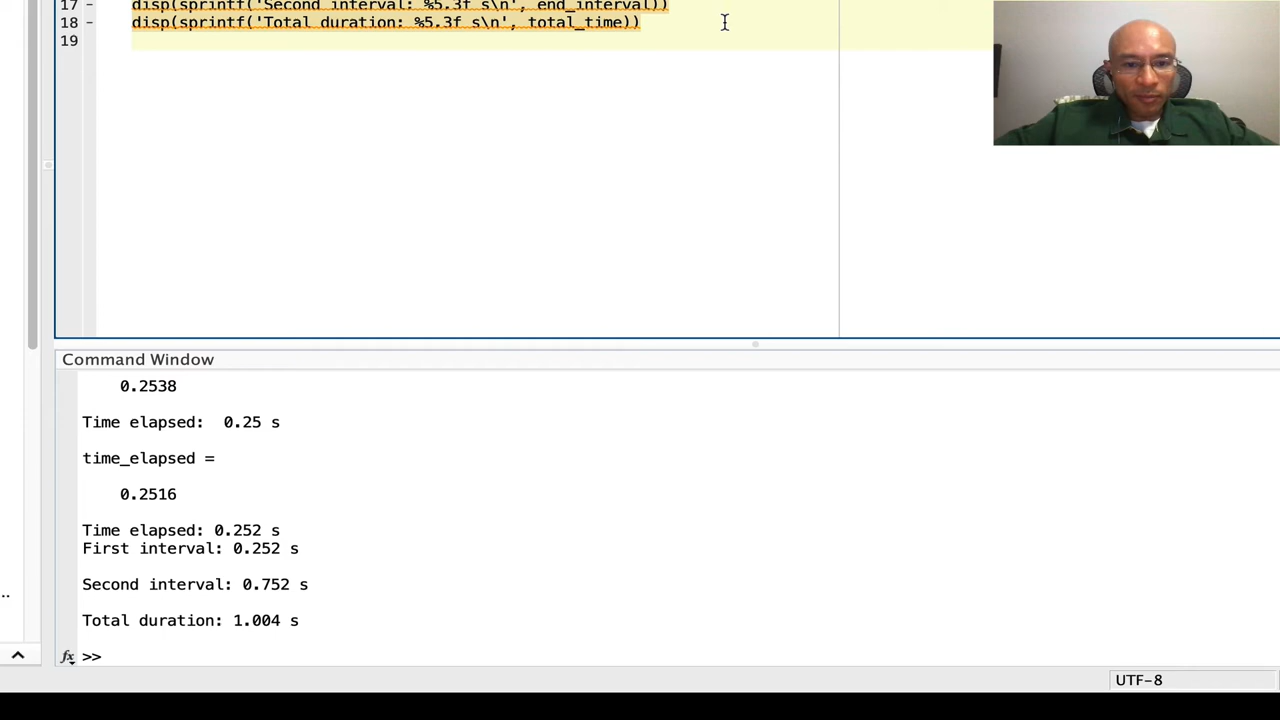 17 - disp(sprintf('Second interval: %5.3f s\n', end_interval))
18 - disp(sprintf('Total duration: %5.3f s\n', total_time))
19
Command Window
0.2538
Time elapsed:  0.25 s
time_elapsed =
0.2516
Time elapsed: 0.252 s
First interval: 0.252 s
Second interval: 0.752 s
Total duration: 1.004 s
fx >>
..
UTF-8